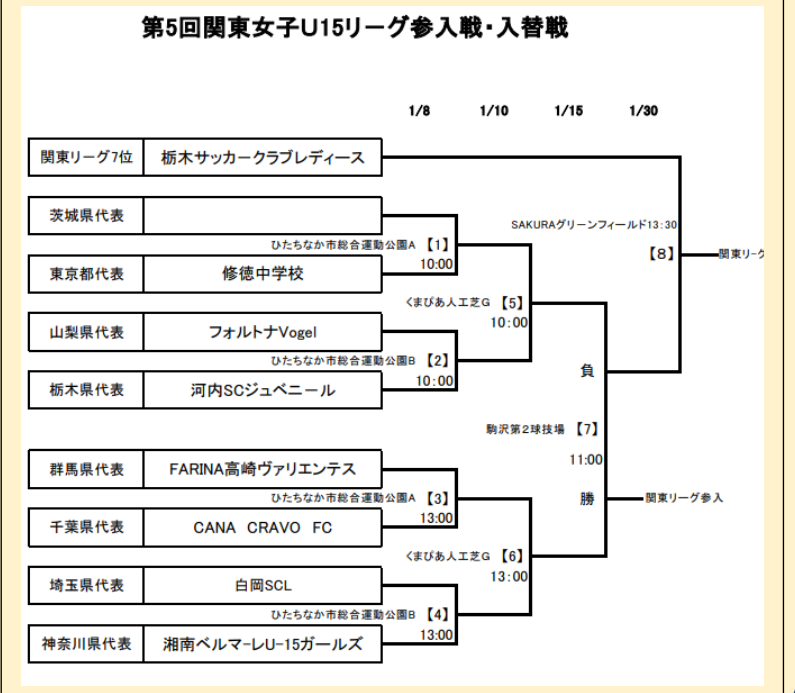 第5回関東女子U15リーグ参入戦・入替戦
1/8 1/10 1/15 1/30
関東リーグ7位 栃木サッカークラブレディース
茨城県代表
SAKURAグリーンフィールド13:30
ひたちなか市総合運動公園A 【1】
【8】 関東リーグ
10:00
東京都代表 修徳中学校
くまぴあ人工芝G 【5】
10:00
山梨県代表 フォルトナVogel
ひたちなか市総合運動公園B 【2】
負
10:00
栃木県代表 河内SCジュベニール
駒沢第2球技場 【7】
11:00
群馬県代表 FARINA高崎ヴァリエンテス
ひたちなか市総合運動公園A 【3】
勝 関東リーグ参入
13:00
千葉県代表 CANA CRAVO FC
くまぴあ人工芝G 【6】
13:00
埼玉県代表 白岡SCL
ひたちなか市総合運動公園B 【4】
13:00
神奈川県代表 湘南ベルマーレU-15ガールズ